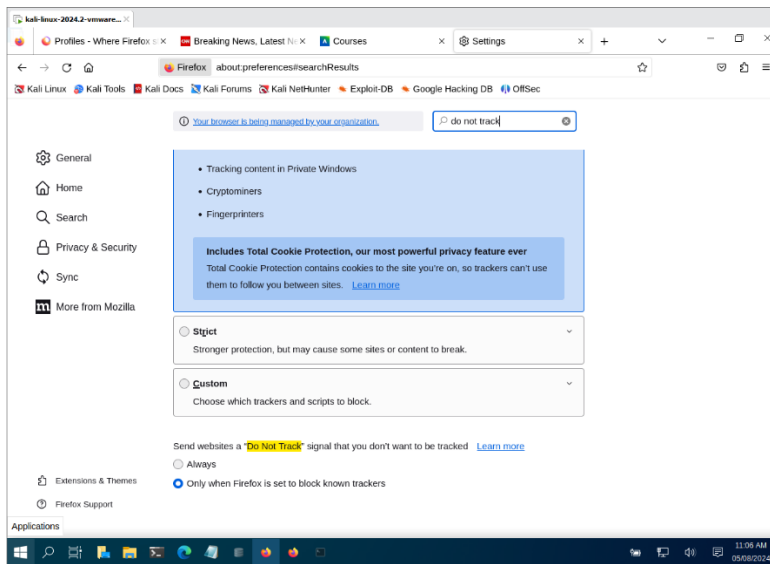 kali-linux-2024.2-vmware...
Profiles - Where Firefox s
Breaking News, Latest Ne
Courses
Settings
Firefox
about:preferences#searchResults
Kali Linux
Kali Tools
Kali Docs
Kali Forums
Kali NetHunter
Exploit-DB
Google Hacking DB
OffSec
Your browser is being managed by your organization.
do not track
General
Home
Search
Privacy & Security
Sync
More from Mozilla
Extensions & Themes
Firefox Support
Tracking content in Private Windows
Cryptominers
Fingerprinters
Includes Total Cookie Protection, our most powerful privacy feature ever
Total Cookie Protection contains cookies to the site you're on, so trackers can't use
them to follow you between sites. Learn more
Strict
Stronger protection, but may cause some sites or content to break.
Custom
Choose which trackers and scripts to block.
Send websites a "Do Not Track" signal that you don't want to be tracked Learn more
Always
Only when Firefox is set to block known trackers
Applications
11:06 AM
05/08/2024